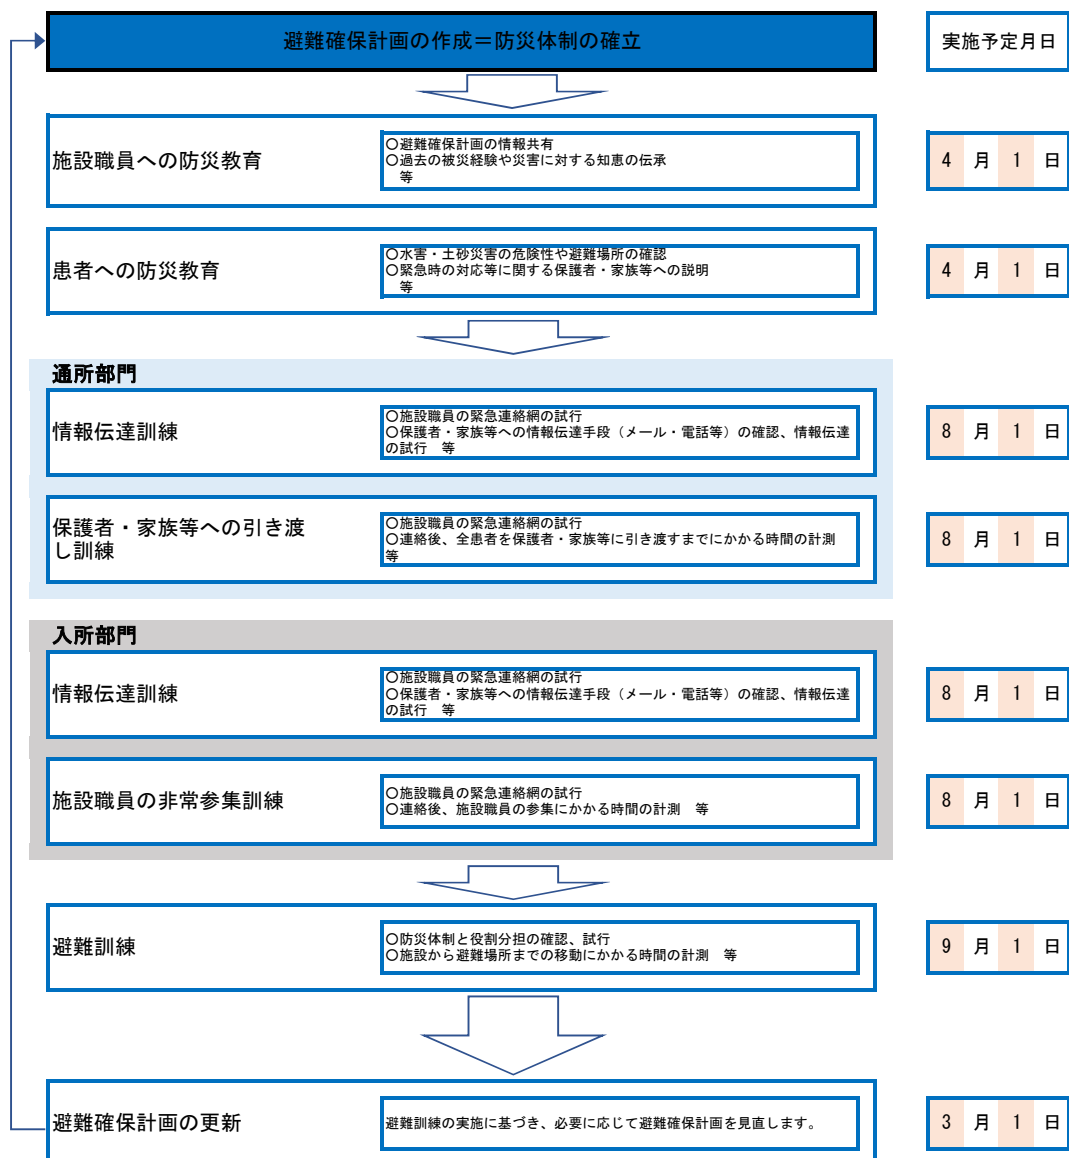 避難確保計画の作成＝防災体制の確立
実施予定月日
施設職員への防災教育
〇避難確保計画の情報共有
〇過去の被災経験や災害に対する知恵の伝承
等
4 月 1 日
患者への防災教育
〇水害・土砂災害の危険性や避難場所の確認
〇緊急時の対応等に関する保護者・家族等への説明
等
4 月 1 日
通所部門
情報伝達訓練
〇施設職員の緊急連絡網の試行
〇保護者・家族等への情報伝達手段（メール・電話等）の確認、情報伝達
の試行　等
8 月 1 日
保護者・家族等への引き渡
し訓練
〇施設職員の緊急連絡網の試行
〇連絡後、全患者を保護者・家族等に引き渡すまでにかかる時間の計測
等
8 月 1 日
入所部門
情報伝達訓練
〇施設職員の緊急連絡網の試行
〇保護者・家族等への情報伝達手段（メール・電話等）の確認、情報伝達
の試行　等
8 月 1 日
施設職員の非常参集訓練
〇施設職員の緊急連絡網の試行
〇連絡後、施設職員の参集にかかる時間の計測　等
8 月 1 日
避難訓練
〇防災体制と役割分担の確認、試行
〇施設から避難場所までの移動にかかる時間の計測　等
9 月 1 日
避難確保計画の更新
避難訓練の実施に基づき、必要に応じて避難確保計画を見直します。
3 月 1 日